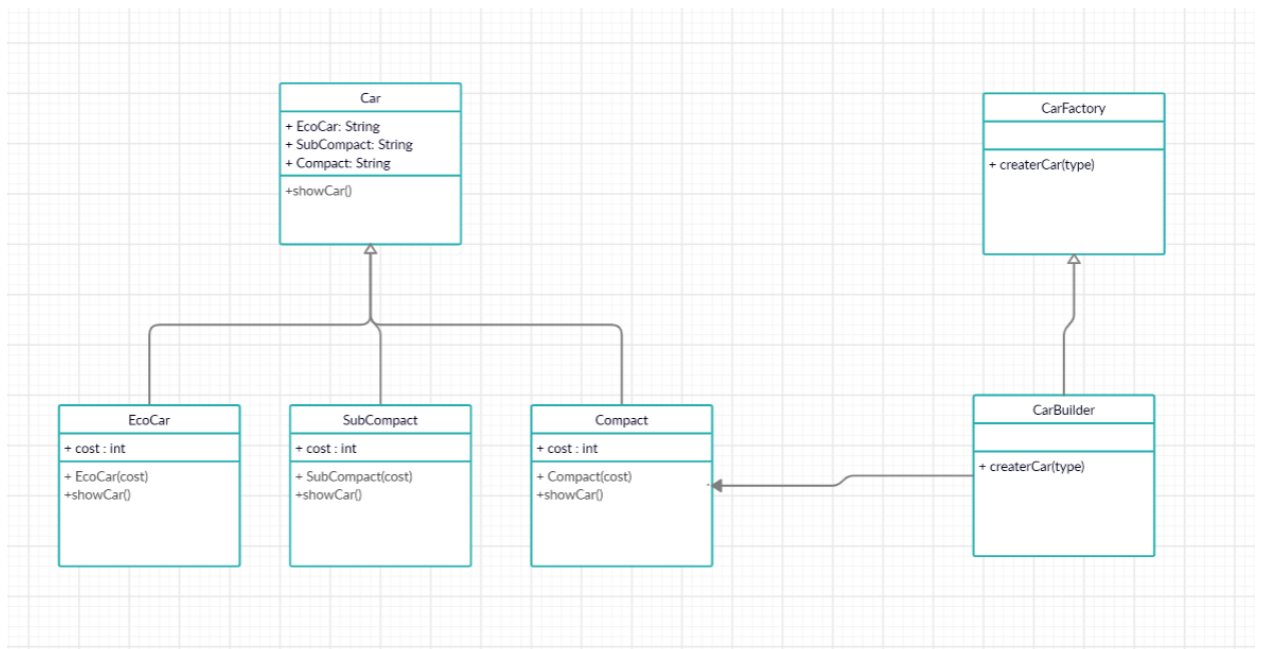 Car
+ EcoCar: String
+ SubCompact: String
+ Compact: String
+showCar()
CarFactory
+ createrCar(type)
EcoCar
+ cost : int
+ EcoCar(cost)
+showCar()
SubCompact
+ cost : int
+ SubCompact(cost)
+showCar()
Compact
+ cost : int
+ Compact(cost)
+showCar()
CarBuilder
+ createrCar(type)